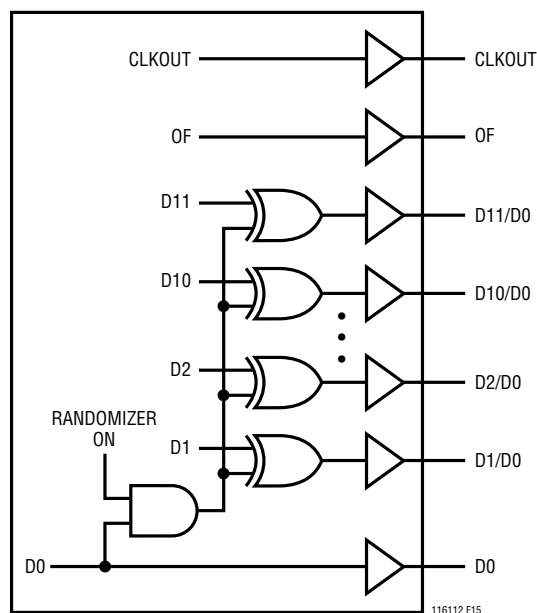 CLKOUT
CLKOUT
OF
OF
D11
D11/D0
D10
D10/D0
D2
D2/D0
RANDOMIZER
ON
D1
D1/D0
D0
D0
116112 F15